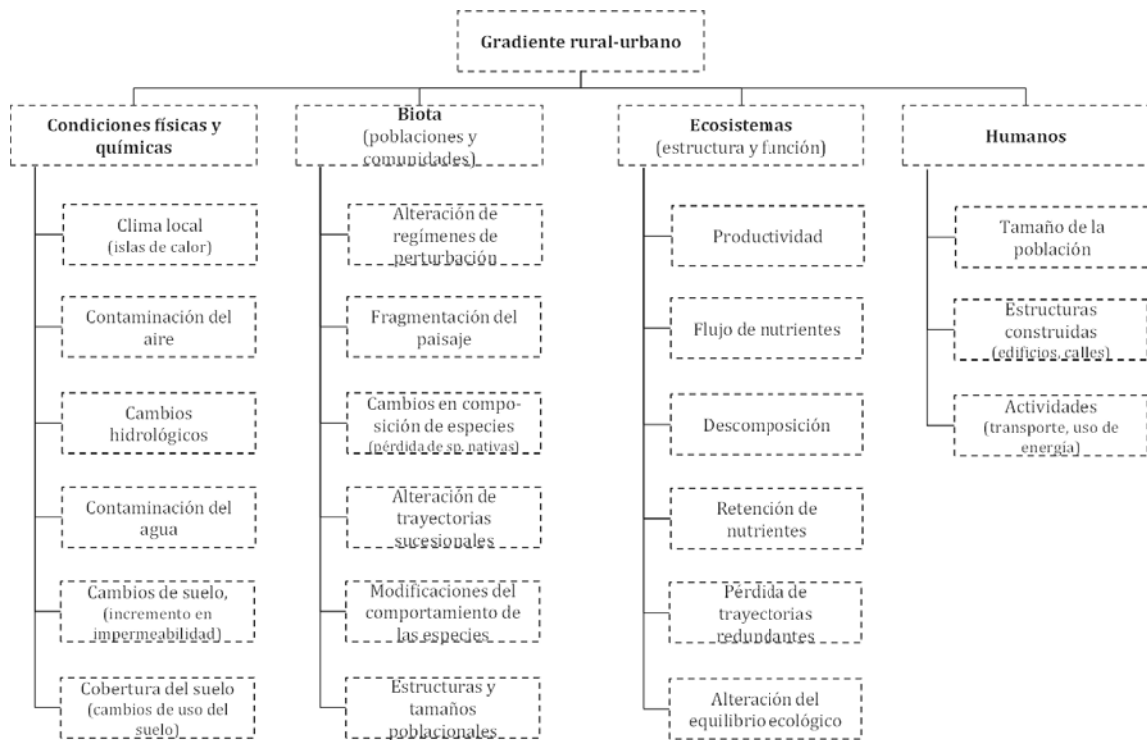 Gradiente rural-urbano
Condiciones físicas y
químicas
Clima local
(islas de calor)
Contaminación del
aire
Cambios
hidrológicos
Contaminación del
agua
Cambios de suelo,
(incremento en
impermeabilidad)
Cobertura del suelo
(cambios de uso del
suelo)
Biota
(poblaciones y
comunidades)
Alteración de
regímenes de
perturbación
Fragmentación del
paisaje
Cambios en compo-
sición de especies
(pérdida de sp. nativas)
Alteración de
trayectorias
sucesionales
Modificaciones del
comportamiento de
las especies
Estructuras y
tamaños
poblacionales
Ecosistemas
(estructura y función)
Productividad
Flujo de nutrientes
Descomposición
Retención de
nutrientes
Pérdida de
trayectorias
redundantes
Alteración del
equilibrio ecológico
Humanos
Tamaño de la
población
Estructuras
construidas
(edificios, calles)
Actividades
(transporte, uso de
energía)